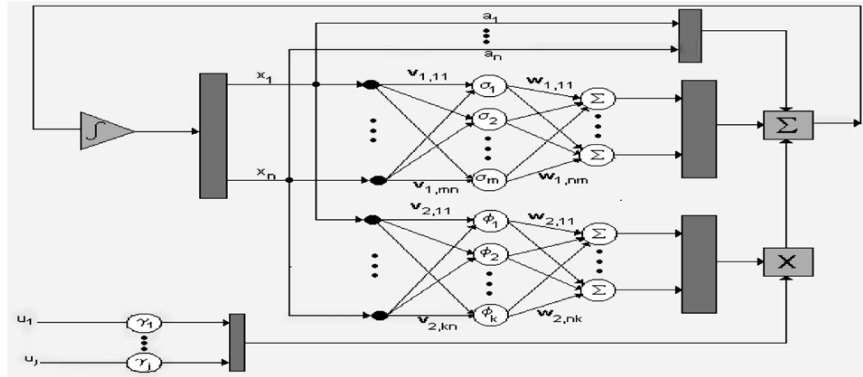 a₁
aₙ
x₁
v₁,₁₁
σ₁
w₁,₁₁
Σ
σ₂
∫
Σ
Σ
xₙ
v₁,ₘₙ
σₘ
w₁,ₙₘ
v₂,₁₁
ϕ₁
w₂,₁₁
Σ
ϕ₂
X
Σ
u₁
γ₁
v₂,ₖₙ
ϕₖ
w₂,ₙₖ
uⱼ
γⱼ